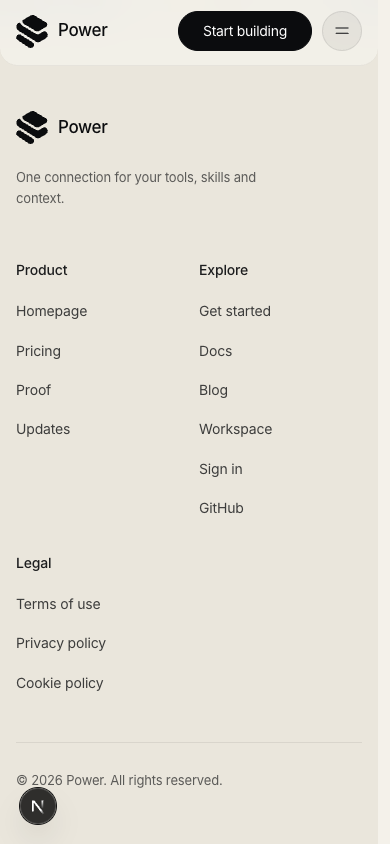 Power
Start building
Power
One connection for your tools, skills and
context.
Product
Homepage
Pricing
Proof
Updates
Explore
Get started
Docs
Blog
Workspace
Sign in
GitHub
Legal
Terms of use
Privacy policy
Cookie policy
© 2026 Power. All rights reserved.
N